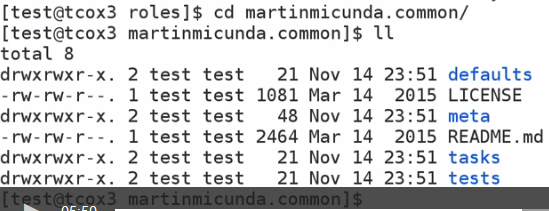 [test@tcox3 roles]$ cd martinmicunda.common/
[test@tcox3 martinmicunda.common]$ ll
total 8
drwxrwxr-x. 2 test test   21 Nov 14 23:51 defaults
-rw-rw-r--. 1 test test 1081 Mar 14  2015 LICENSE
drwxrwxr-x. 2 test test   48 Nov 14 23:51 meta
-rw-rw-r--. 1 test test 2464 Mar 14  2015 README.md
drwxrwxr-x. 2 test test   21 Nov 14 23:51 tasks
drwxrwxr-x. 2 test test   21 Nov 14 23:51 tests
[test@tcox3 martinmicunda.common]$
05:50